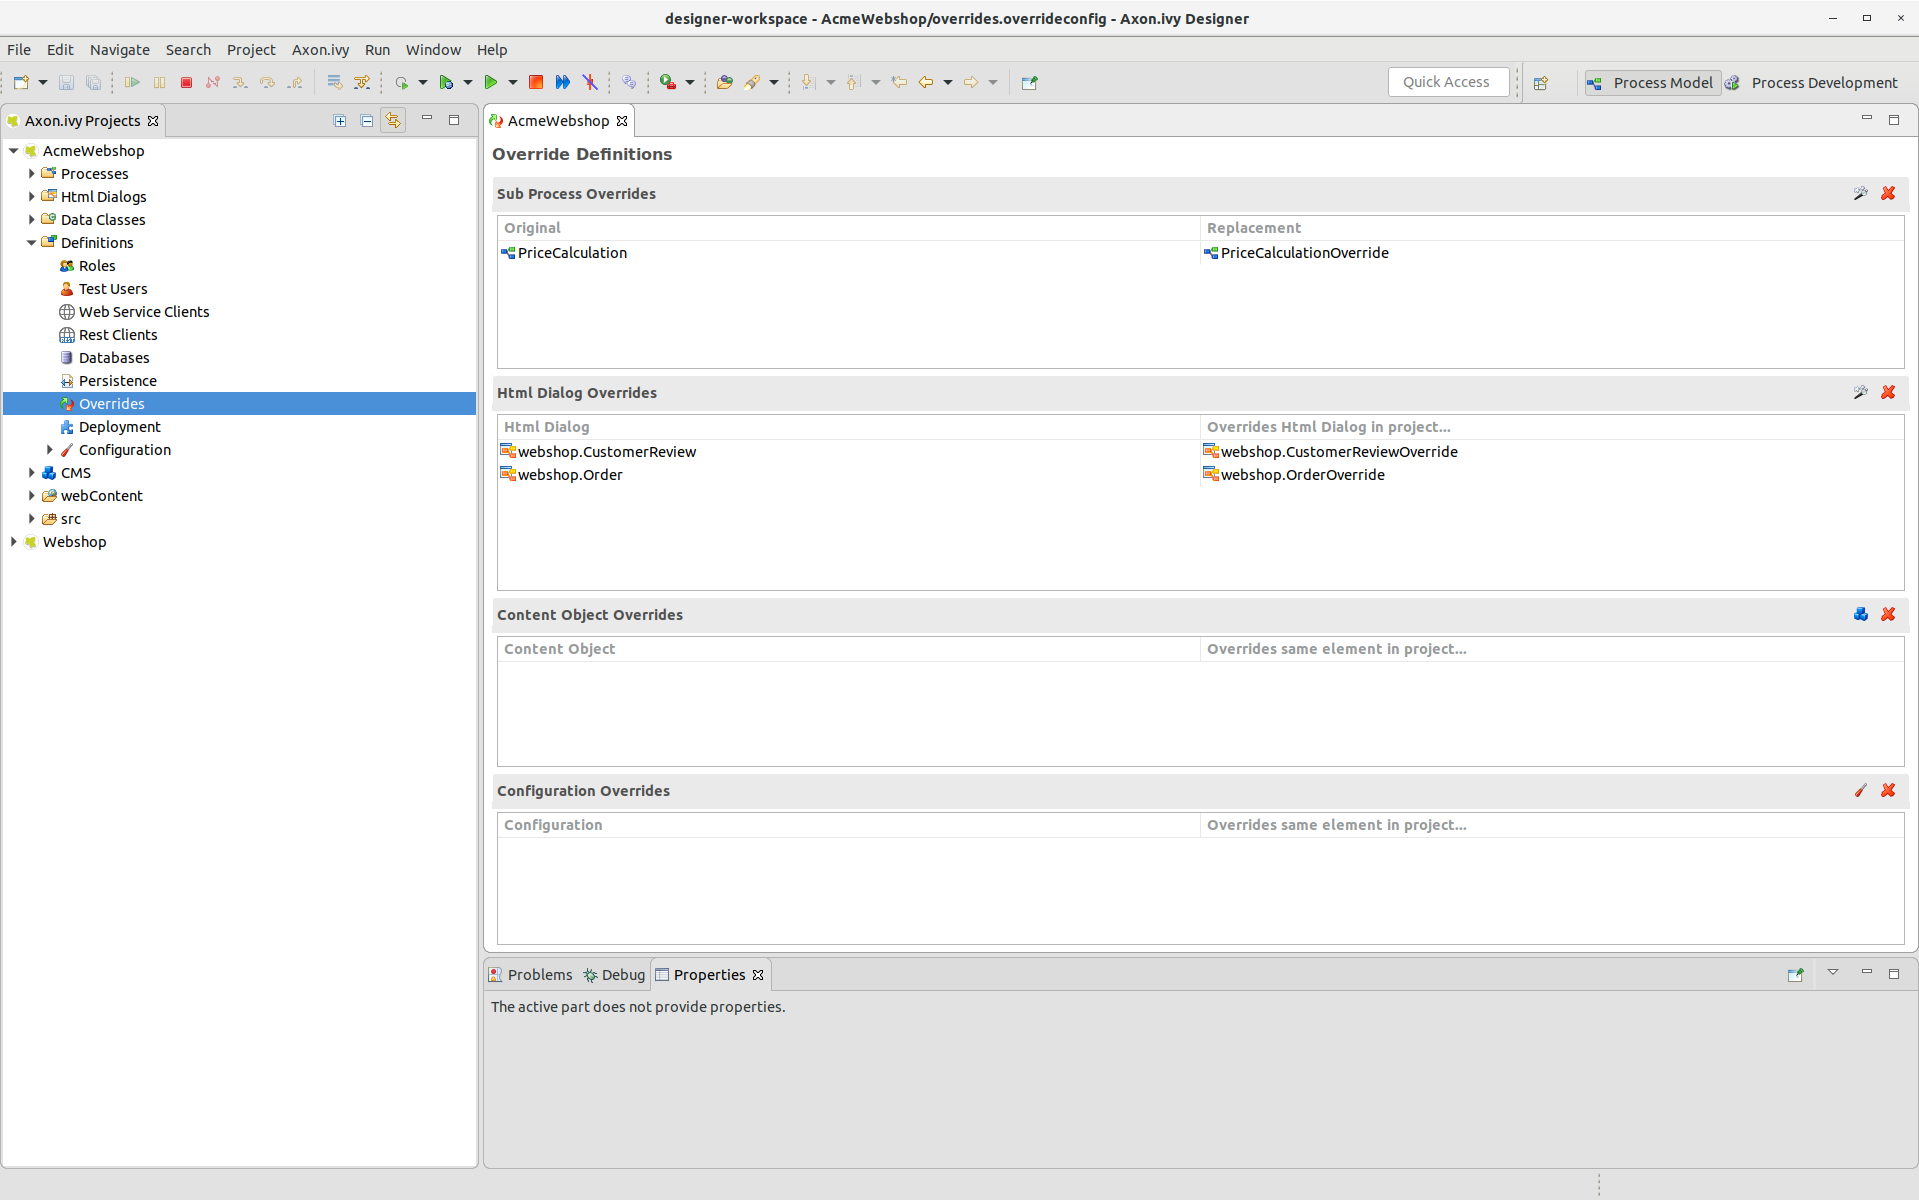 designer-workspace - AcmeWebshop/overrides.overrideconfig - Axon.ivy Designer
File Edit Navigate Search Project Axon.ivy Run Window Help
Quick Access Process Model Process Development
Axon.ivy Projects
AcmeWebshop
Processes
Html Dialogs
Data Classes
Definitions
Roles
Test Users
Web Service Clients
Rest Clients
Databases
Persistence
Overrides
Deployment
Configuration
CMS
webContent
src
Webshop
AcmeWebshop
Override Definitions
Sub Process Overrides
Original Replacement
PriceCalculation PriceCalculationOverride
Html Dialog Overrides
Html Dialog Overrides Html Dialog in project...
webshop.CustomerReview webshop.CustomerReviewOverride
webshop.Order webshop.OrderOverride
Content Object Overrides
Content Object Overrides same element in project...
Configuration Overrides
Configuration Overrides same element in project...
Problems Debug Properties
The active part does not provide properties.